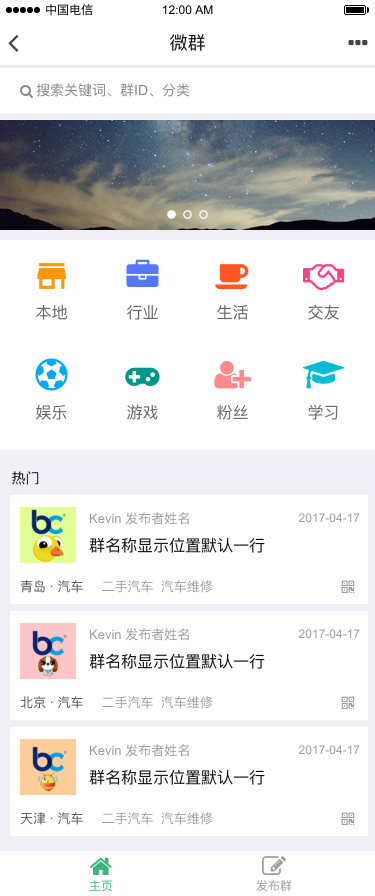 中国电信 12:00 AM
微群
搜索关键词、群ID、分类
本地 行业 生活 交友
娱乐 游戏 粉丝 学习
热门
bc
Kevin 发布者姓名 2017-04-17
群名称显示位置默认一行
青岛 · 汽车 二手汽车 汽车维修
bc
Kevin 发布者姓名 2017-04-17
群名称显示位置默认一行
北京 · 汽车 二手汽车 汽车维修
bc
Kevin 发布者姓名 2017-04-17
群名称显示位置默认一行
天津 · 汽车 二手汽车 汽车维修
主页 发布群